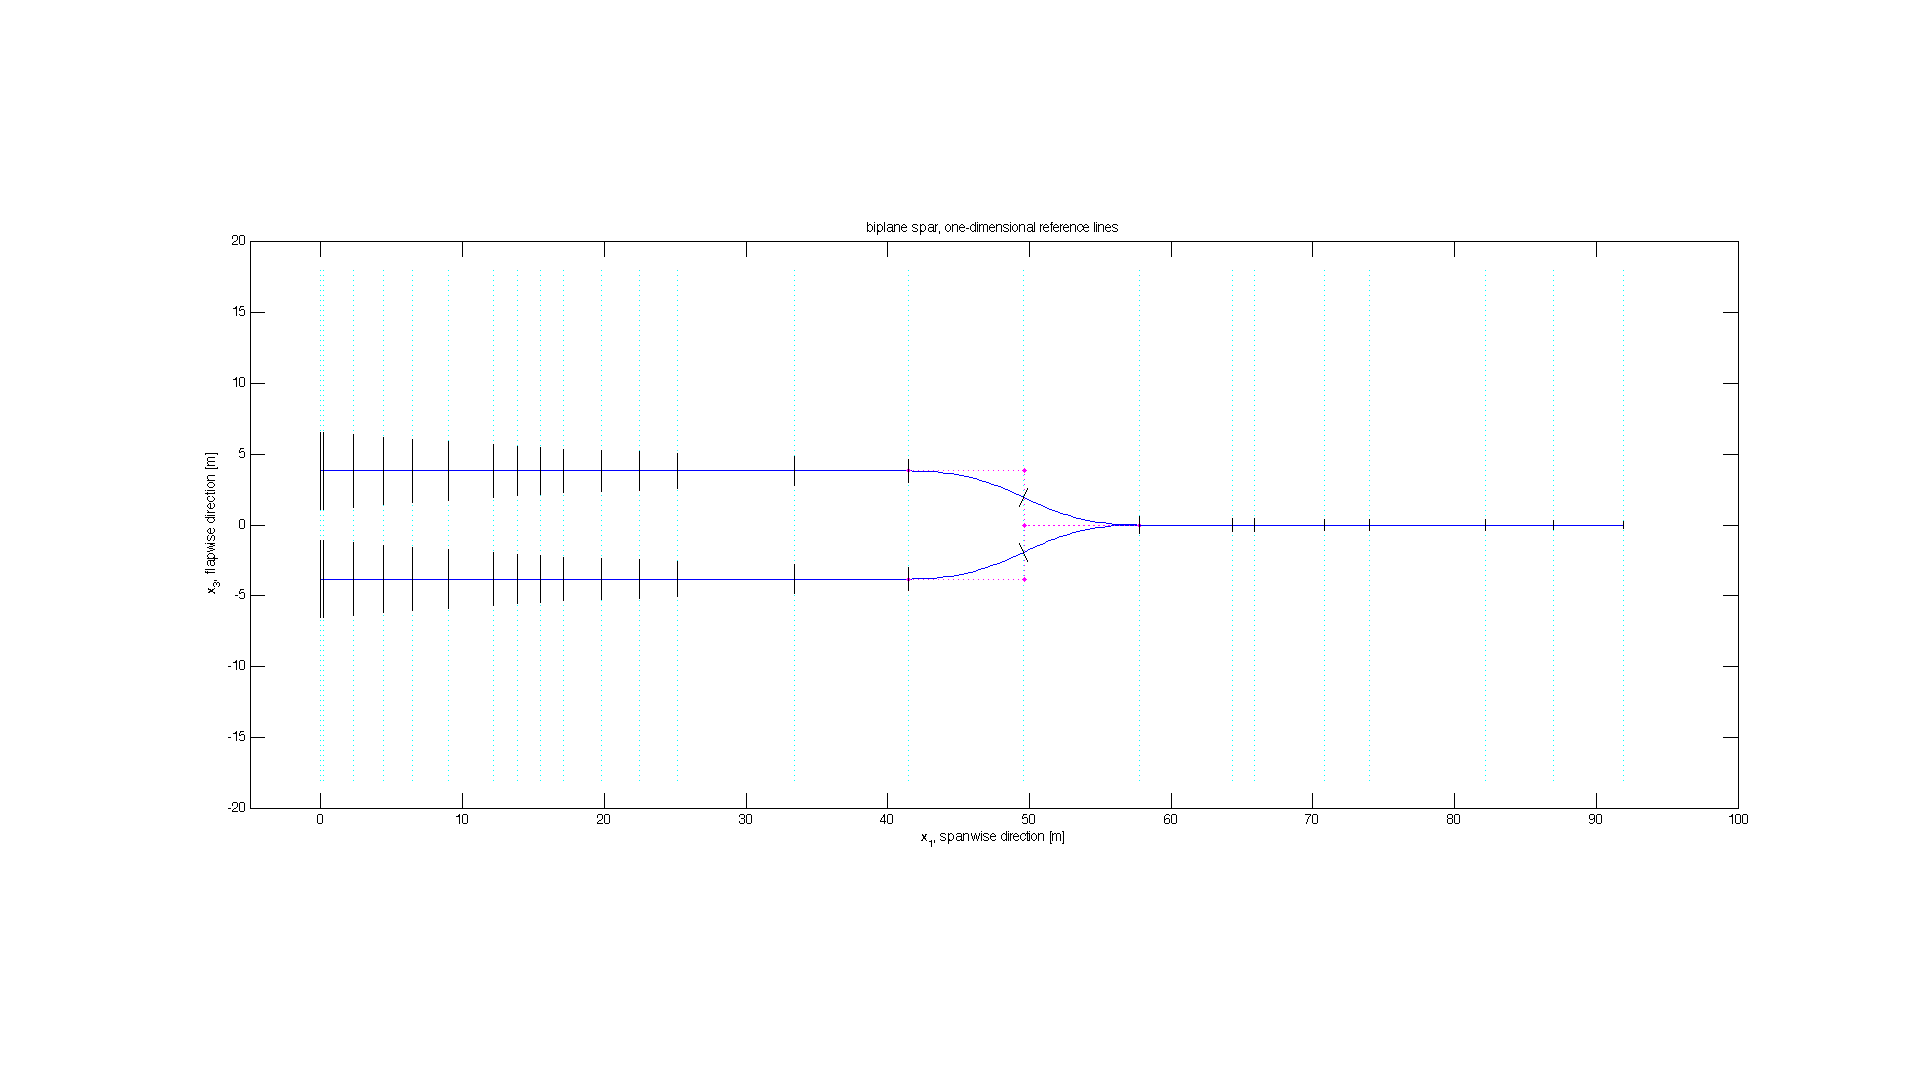 biplane spar, one-dimensional reference lines
20
15
10
5
0
-5
-10
-15
-20
x3, flapwise direction [m]
0 10 20 30 40 50 60 70 80 90 100
x1, spanwise direction [m]